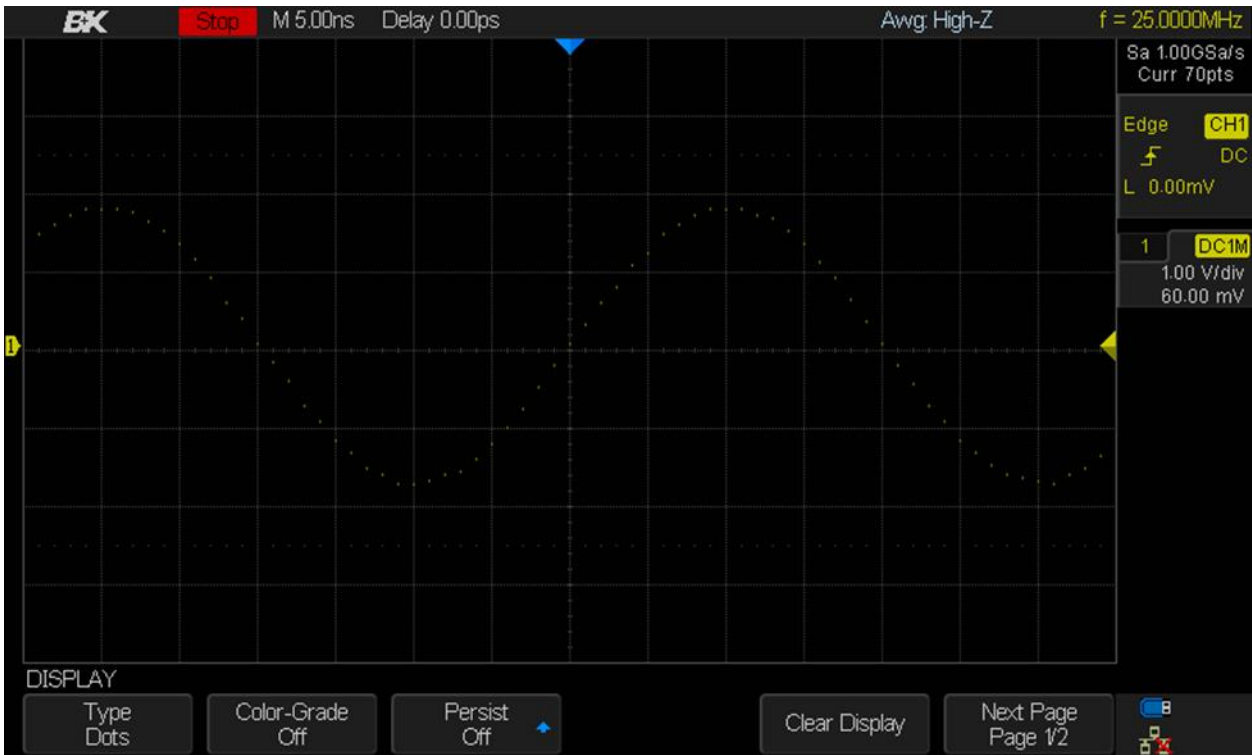 BK Stop M 5.00ns Delay 0.00ps Awg: High-Z f = 25.0000MHz
Sa 1.00GSa/s
Curr 70pts
Edge CH1
DC
L 0.00mV
1 DC1M
1.00 V/div
60.00 mV
1
DISPLAY
Type
Dots
Color-Grade
Off
Persist
Off
Clear Display
Next Page
Page 1/2